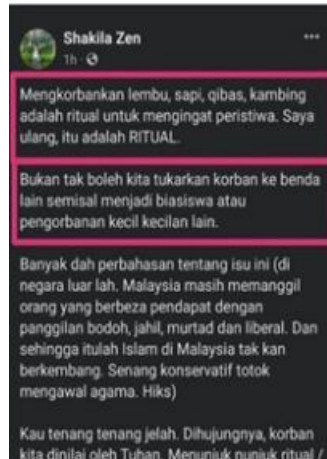 Shakila Zen
1h
Mengkorbankan lembu, sapi, qibas, kambing
adalah ritual untuk mengingat peristiwa. Saya
ulang, itu adalah RITUAL.
Bukan tak boleh kita tukarkan korban ke benda
lain semisal menjadi biasiswa atau
pengorbanan kecil kecilan lain.
Banyak dah perbahasan tentang isu ini (di
negara luar lah. Malaysia masih memanggil
orang yang berbeza pendapat dengan
panggilan bodoh, jahil, murtad dan liberal. Dan
sehingga itulah Islam di Malaysia tak kan
berkembang. Senang konservatif totok
mengawal agama. Hiks)
Kau tenang tenang jelah. Dihujungnya, korban
kita dinilai oleh Tuhan. Menunjuk nunjuk ritual /